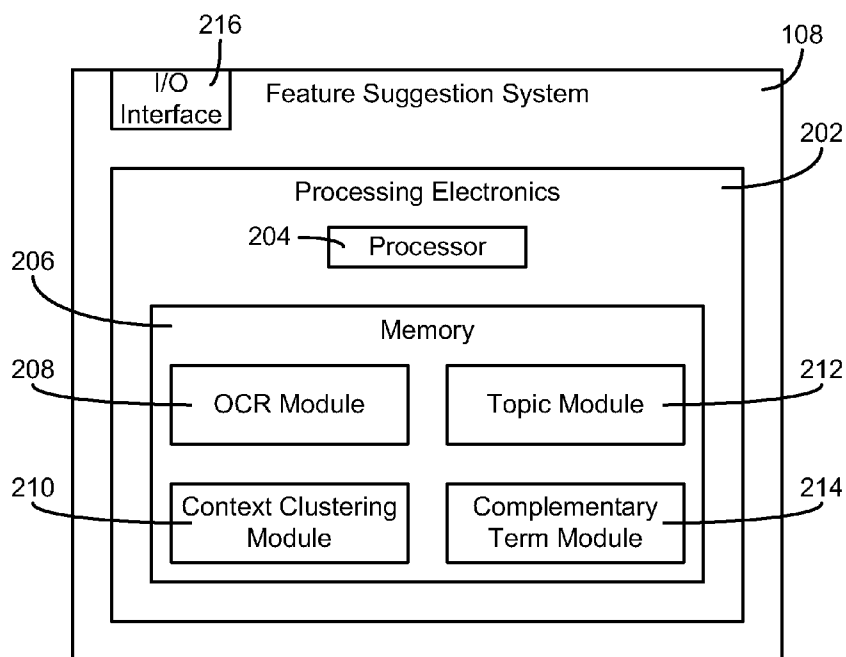 216
108
I/O
Interface
Feature Suggestion System
202
Processing Electronics
204
Processor
206
Memory
208
OCR Module
Topic Module
212
210
Context Clustering
Module
Complementary
Term Module
214